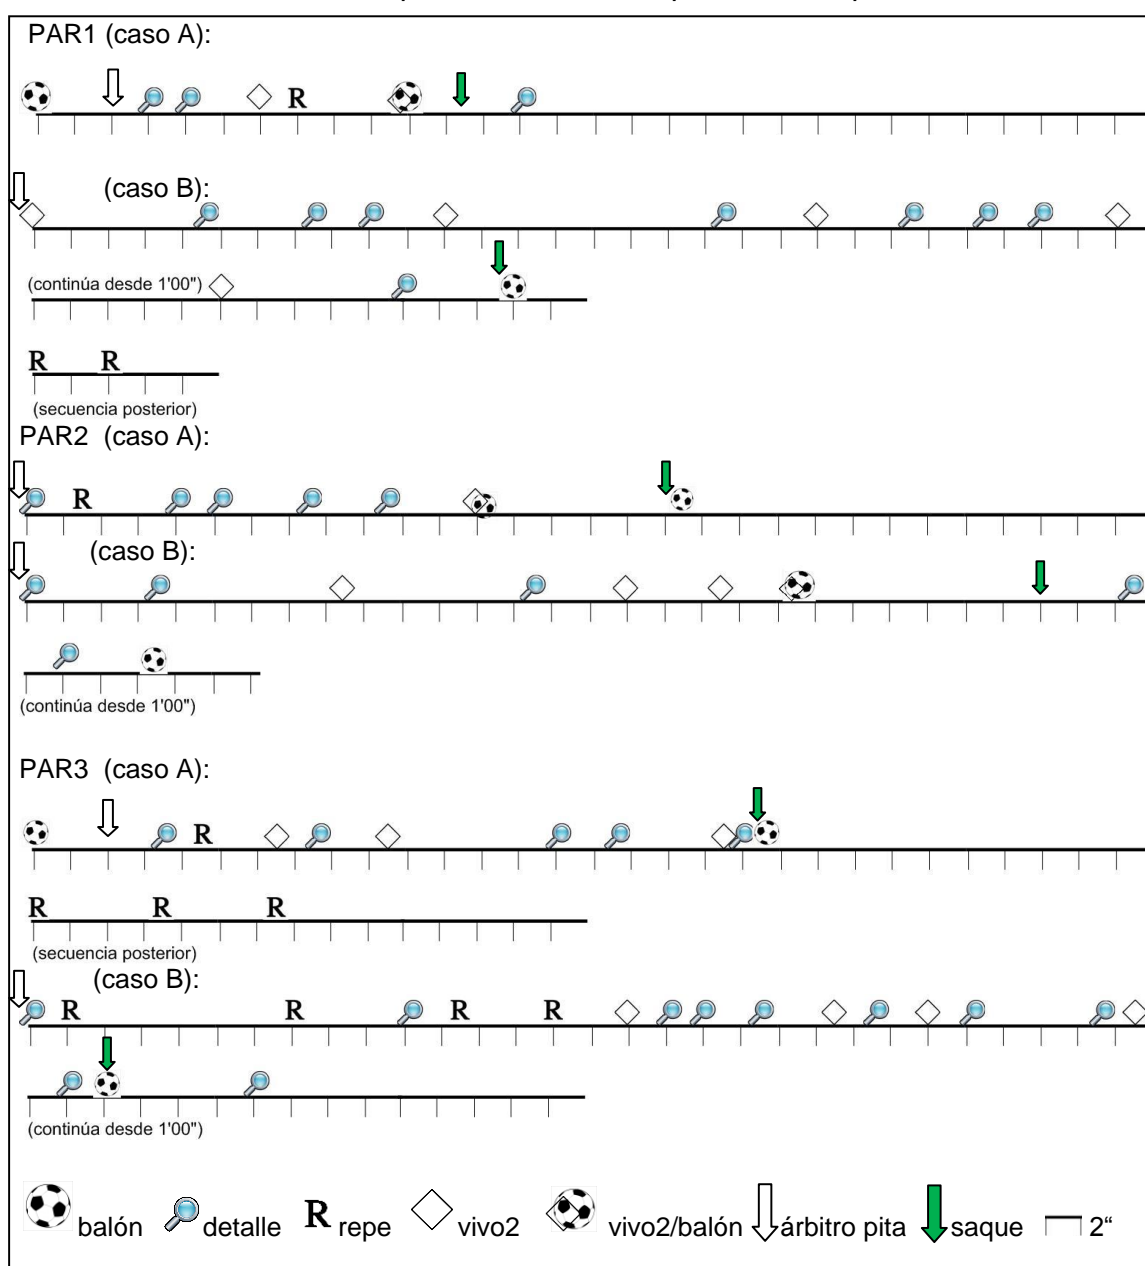 PAR1 (caso A):
R
(caso B):
(continúa desde 1'00")
R R
(secuencia posterior)
PAR2 (caso A):
R
(caso B):
(continúa desde 1'00")
PAR3 (caso A):
R
R R R
(secuencia posterior)
(caso B):
R R R R
(continúa desde 1'00")
balón detalle R repe vivo2 vivo2/balón árbitro pita saque 2“